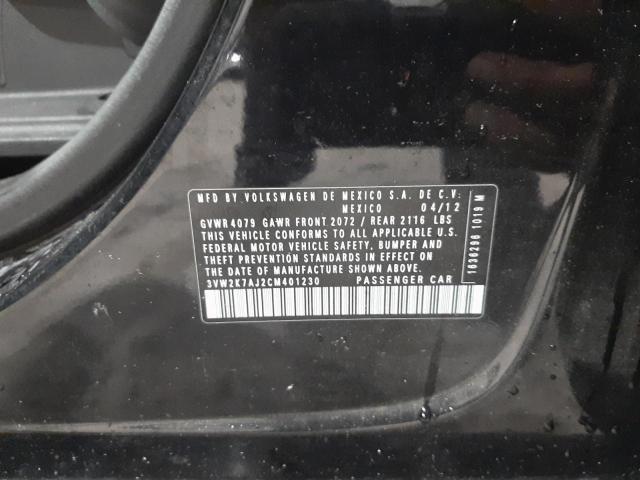 MFD BY VOLKSWAGEN DE MEXICO S.A. DE C.V:
MEXICO 04/12
GVWR 4079 GAWR FRONT 2072 / REAR 2116 LBS
THIS VEHICLE CONFORMS TO ALL APPLICABLE U.S.
FEDERAL MOTOR VEHICLE SAFETY, BUMPER AND
THEFT PREVENTION STANDARDS IN EFFECT ON
THE DATE OF MANUFACTURE SHOWN ABOVE.
3VW2K7AJ2CM401230 PASSENGER CAR
1636296 1019 M